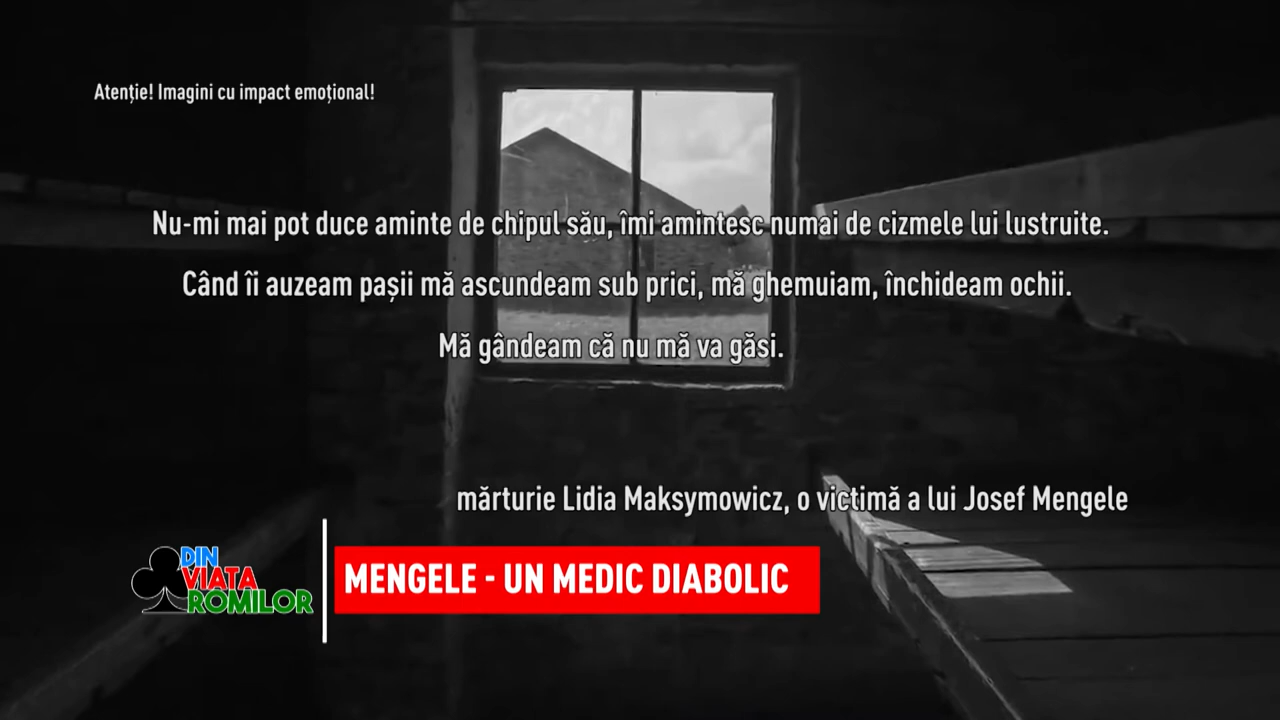 Atenție! Imagini cu impact emoțional!
Nu-mi mai pot duce aminte de chipul său, îmi amintesc numai de cizmele lui lustruite.
Când îi auzeam pașii mă ascundeam sub prici, mă ghemuiam, închideam ochii.
Mă gândeam că nu mă va găsi.
mărturie Lidia Maksymowicz, o victimă a lui Josef Mengele
DIN
VIATA
ROMILOR
MENGELE - UN MEDIC DIABOLIC